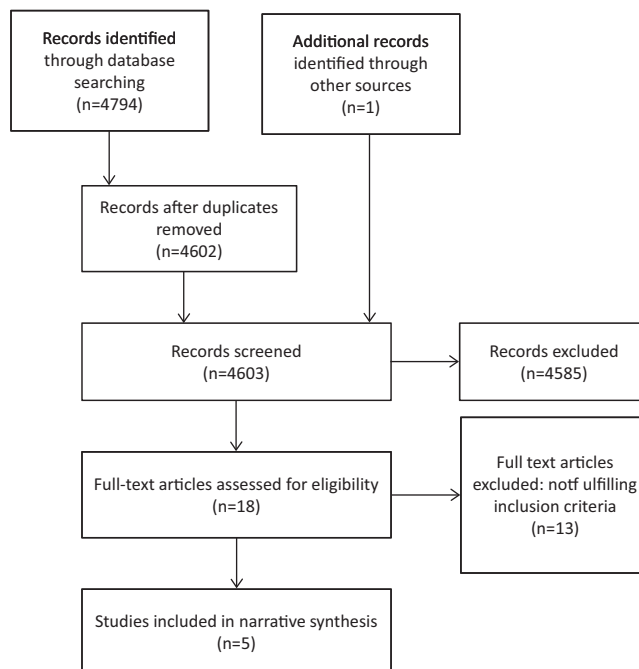 Records identified
through database
searching
(n=4794)
Additional records
identified through
other sources
(n=1)
Records after duplicates
removed
(n=4602)
Records screened
(n=4603)
Records excluded
(n=4585)
Full-text articles assessed for eligibility
(n=18)
Full text articles
excluded: notf ulfilling
inclusion criteria
(n=13)
Studies included in narrative synthesis
(n=5)